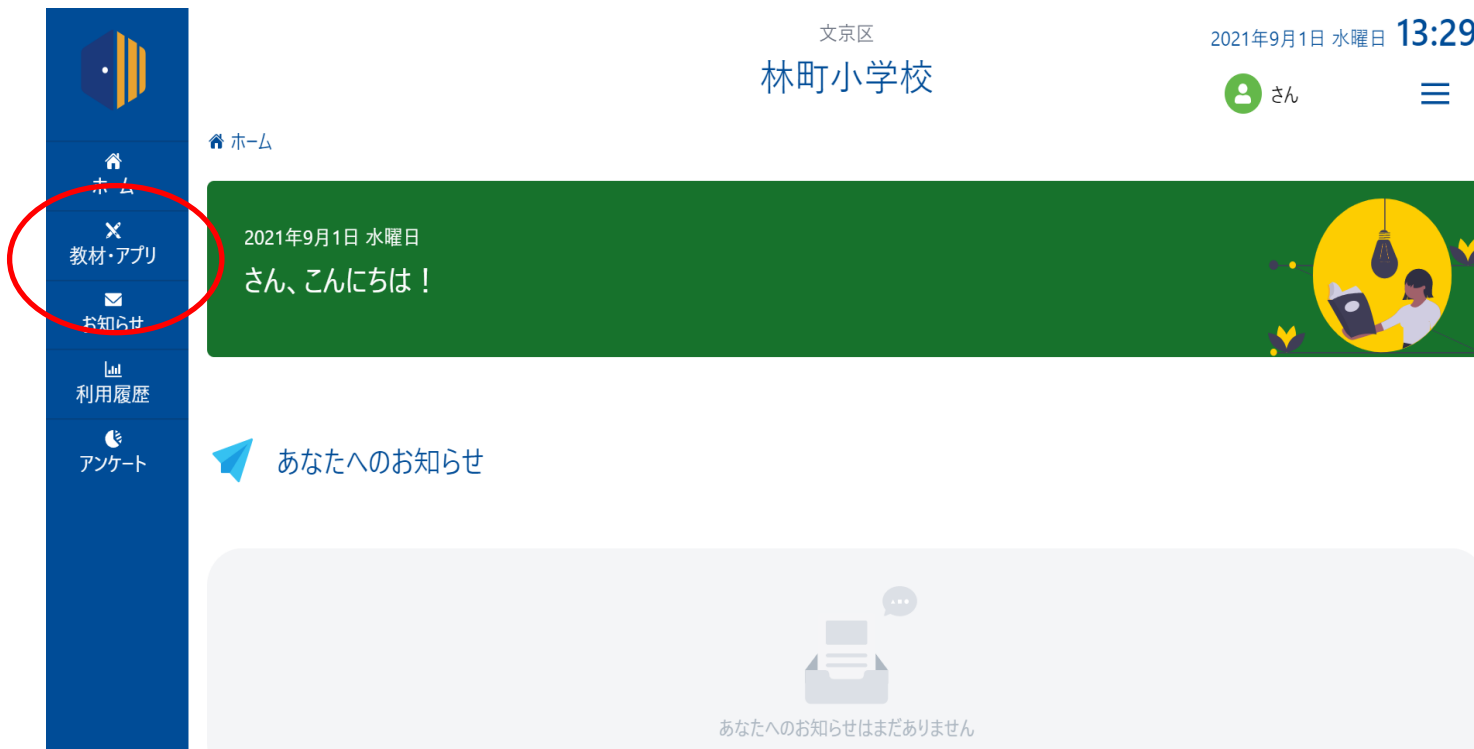 文京区
林町小学校
2021年9月1日 水曜日 13:29
さん
ホーム
教材・アプリ
お知らせ
利用履歴
アンケート
ホーム
2021年9月1日 水曜日
さん、こんにちは！
あなたへのお知らせ
あなたへのお知らせはまだありません